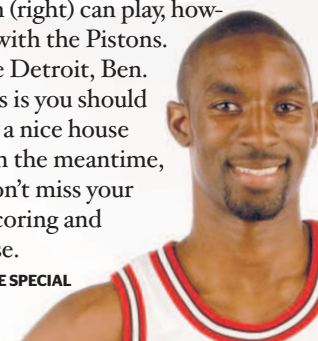 (right) can play, how-
with the Pistons.
Detroit, Ben.
s is you should
a nice house
the meantime,
on't miss your
coring and
se.
E SPECIAL